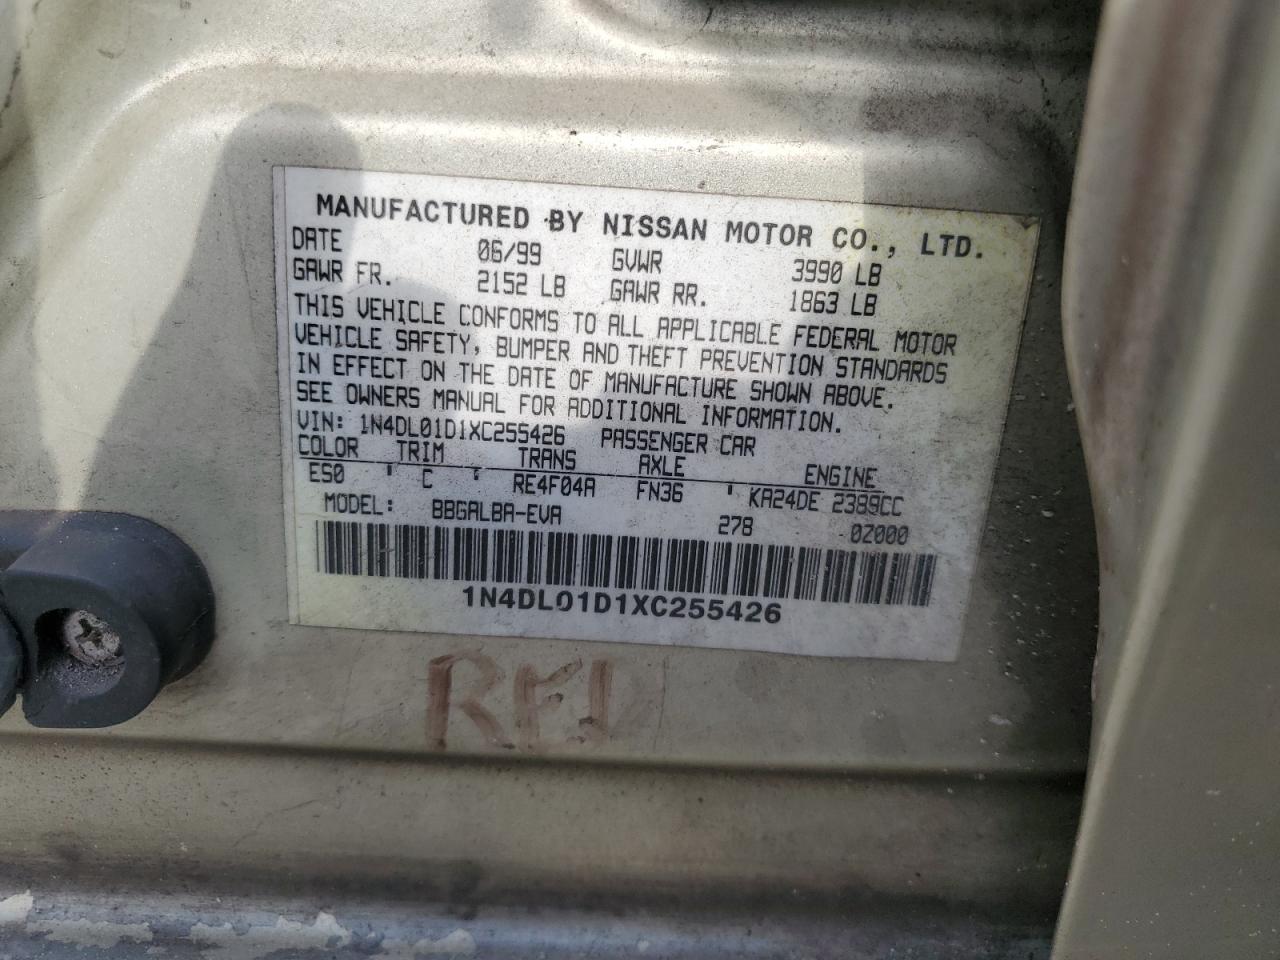 MANUFACTURED BY NISSAN MOTOR CO., LTD.
DATE 06/99 GVWR 3990 LB
GAWR FR. 2152 LB GAWR RR. 1863 LB
THIS VEHICLE CONFORMS TO ALL APPLICABLE FEDERAL MOTOR
VEHICLE SAFETY, BUMPER AND THEFT PREVENTION STANDARDS
IN EFFECT ON THE DATE OF MANUFACTURE SHOWN ABOVE.
SEE OWNERS MANUAL FOR ADDITIONAL INFORMATION.
VIN: 1N4DL01D1XC255426 PASSENGER CAR
COLOR TRIM TRANS AXLE ENGINE
ES0 ' C ' RE4F04A FN36 ' KA24DE 2389CC
MODEL: BBGALBA-EVA 278 0Z000
1N4DL01D1XC255426